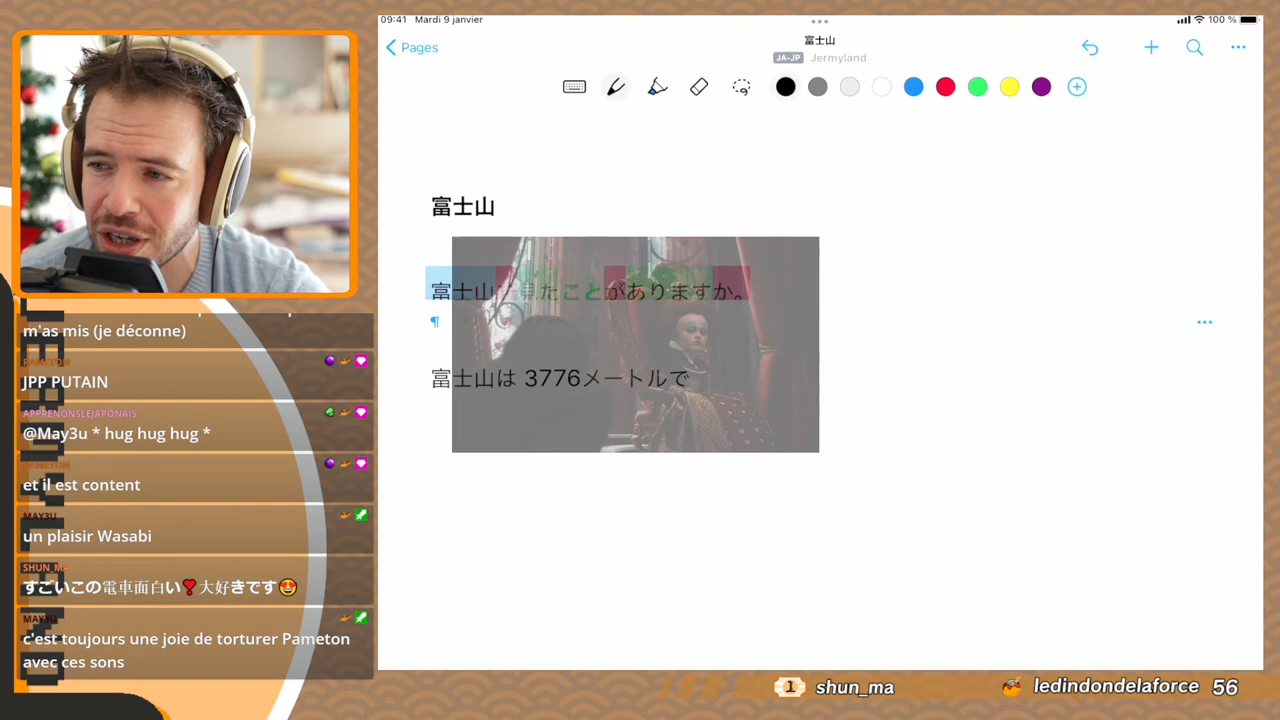 09:41 Mardi 9 janvier
100 %
Pages
富士山
JA-JP Jermyland
富士山
富士山を見たことがありますか。
¶
富士山は 3776メートルで
m'as mis (je déconne)
PAMETON
JPP PUTAIN
APPRENONSLEJAPONAIS
@May3u * hug hug hug *
PAMETON
et il est content
MAY3U
un plaisir Wasabi
SHUN_MA
すごいこの電車面白い❣大好きです😍
MAY3U
c'est toujours une joie de torturer Pameton
avec ces sons
1 shun_ma
ledindondelaforce 56